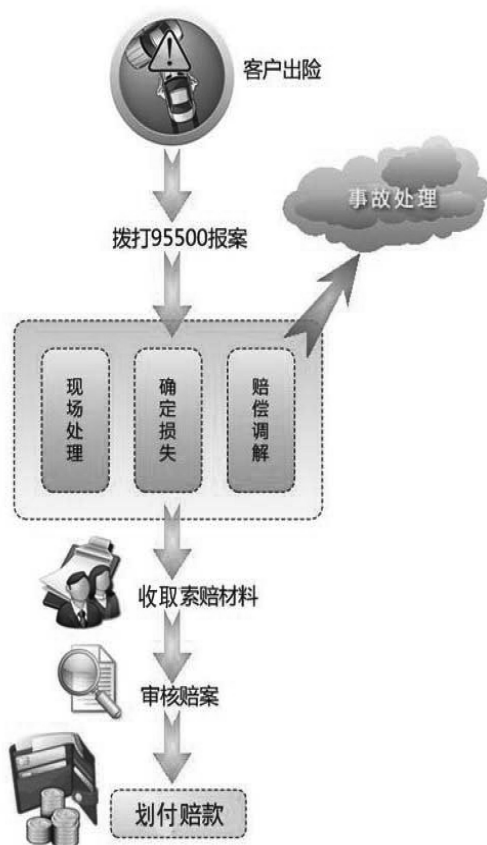 客户出险
事故处理
拨打95500报案
现场处理
确定损失
赔偿调解
收取索赔材料
审核赔案
划付赔款